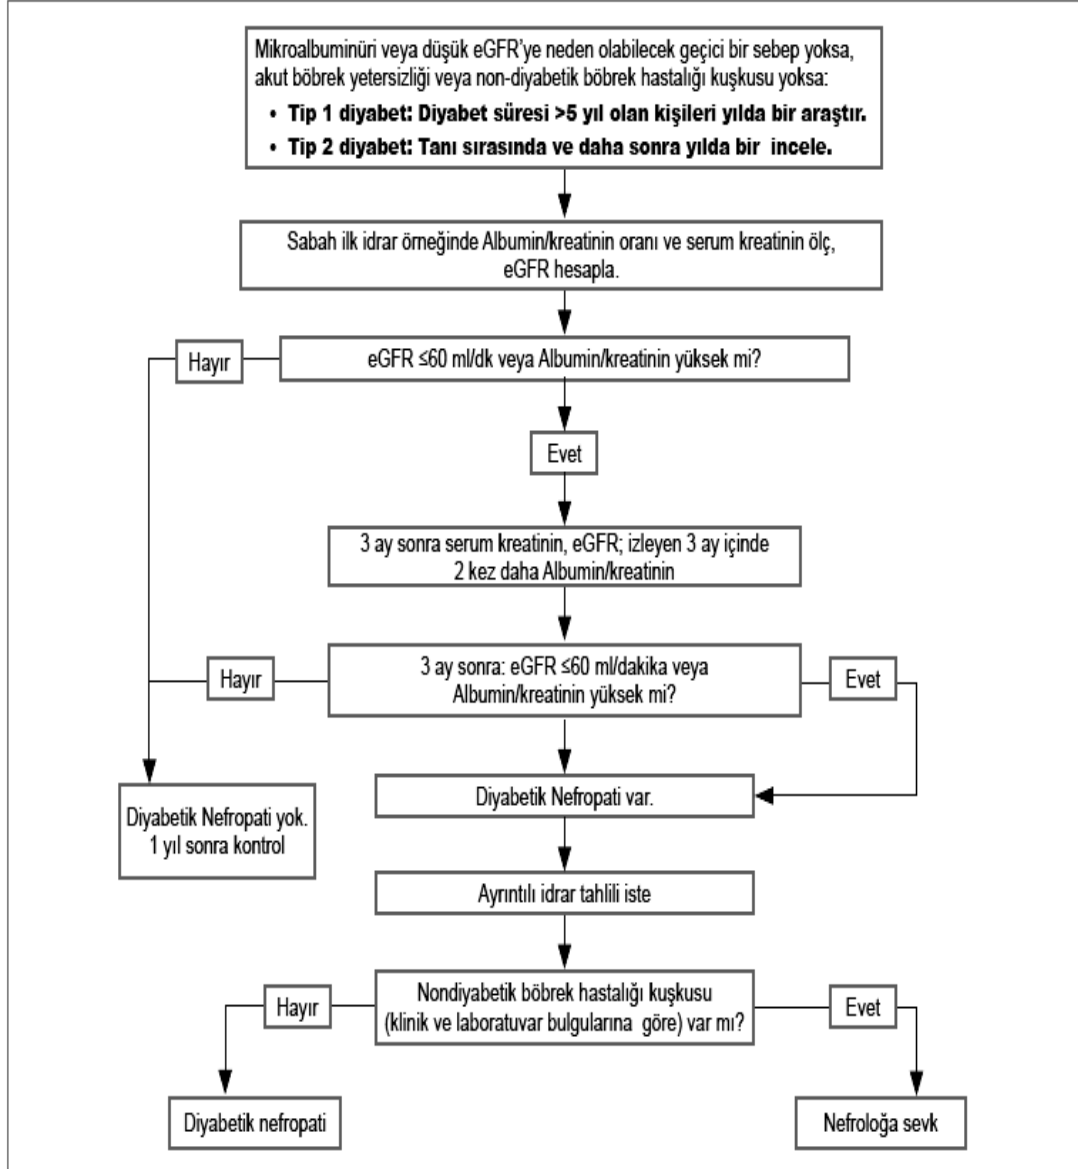 Mikroalbuminüri veya düşük eGFR'ye neden olabilecek geçici bir sebep yoksa,
akut böbrek yetersizliği veya non-diyabetik böbrek hastalığı kuşkusu yoksa:
• Tip 1 diyabet: Diyabet süresi >5 yıl olan kişileri yılda bir araştır.
• Tip 2 diyabet: Tanı sırasında ve daha sonra yılda bir incele.
Sabah ilk idrar örneğinde Albumin/kreatinin oranı ve serum kreatinin ölç,
eGFR hesapla.
Hayır
eGFR ≤60 ml/dk veya Albumin/kreatinin yüksek mi?
Evet
3 ay sonra serum kreatinin, eGFR; izleyen 3 ay içinde
2 kez daha Albumin/kreatinin
Hayır
3 ay sonra: eGFR ≤60 ml/dakika veya
Albumin/kreatinin yüksek mi?
Evet
Diyabetik Nefropati var.
Diyabetik Nefropati yok.
1 yıl sonra kontrol
Ayrıntılı idrar tahlili iste
Hayır
Nondiyabetik böbrek hastalığı kuşkusu
(klinik ve laboratuvar bulgularına göre) var mı?
Evet
Diyabetik nefropati
Nefroloğa sevk